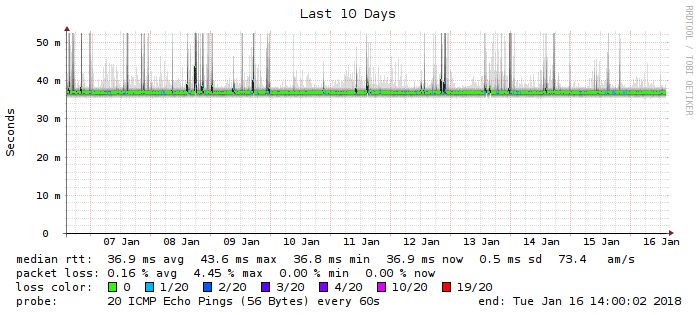 Last 10 Days
RRDTOOL / TOBI OETIKER
Seconds
50 m
40 m
30 m
20 m
10 m
0
07 Jan 08 Jan 09 Jan 10 Jan 11 Jan 12 Jan 13 Jan 14 Jan 15 Jan 16 Jan
median rtt: 36.9 ms avg 43.6 ms max 36.8 ms min 36.9 ms now 0.5 ms sd 73.4 am/s
packet loss: 0.16 % avg 4.45 % max 0.00 % min 0.00 % now
loss color: 0 1/20 2/20 3/20 4/20 10/20 19/20
probe: 20 ICMP Echo Pings (56 Bytes) every 60s end: Tue Jan 16 14:00:02 2018